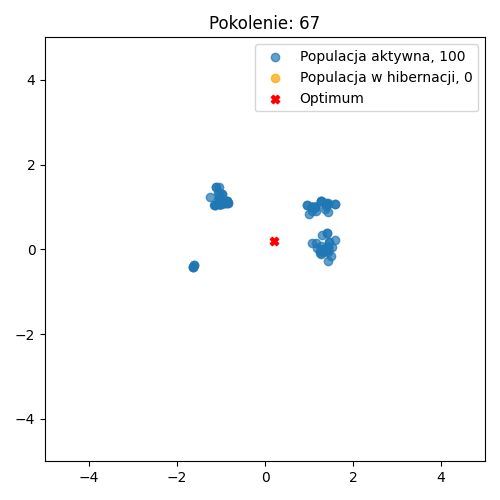 Pokolenie: 67
Populacja aktywna, 100
Populacja w hibernacji, 0
Optimum
4
2
0
−2
−4
−4 −2 0 2 4